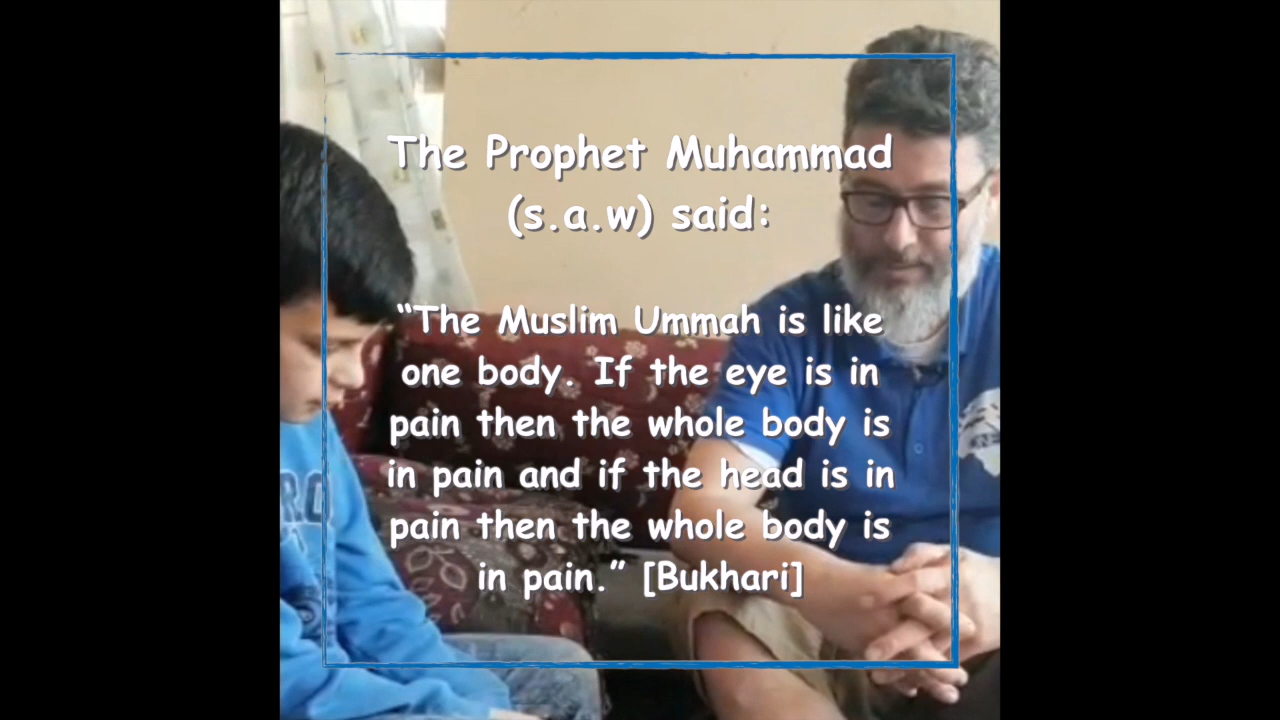 The Prophet Muhammad
(s.a.w) said:
“The Muslim Ummah is like
one body. If the eye is in
pain then the whole body is
in pain and if the head is in
pain then the whole body is
in pain.” [Bukhari]